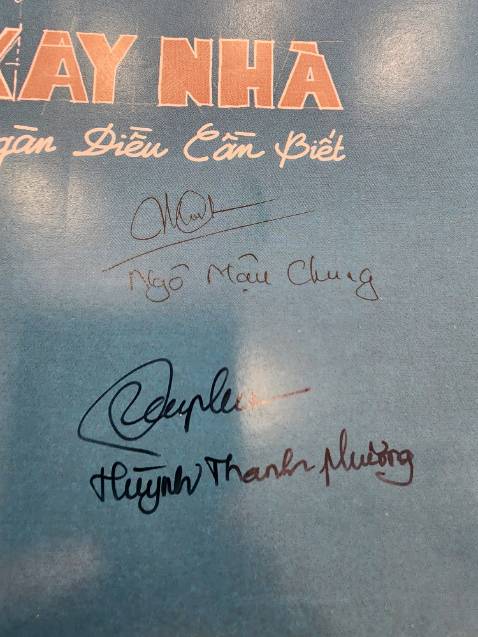 XÂY NHÀ
ngàn Điều Cần Biết
Ngô Mậu Chung
Huỳnh Thanh Phương